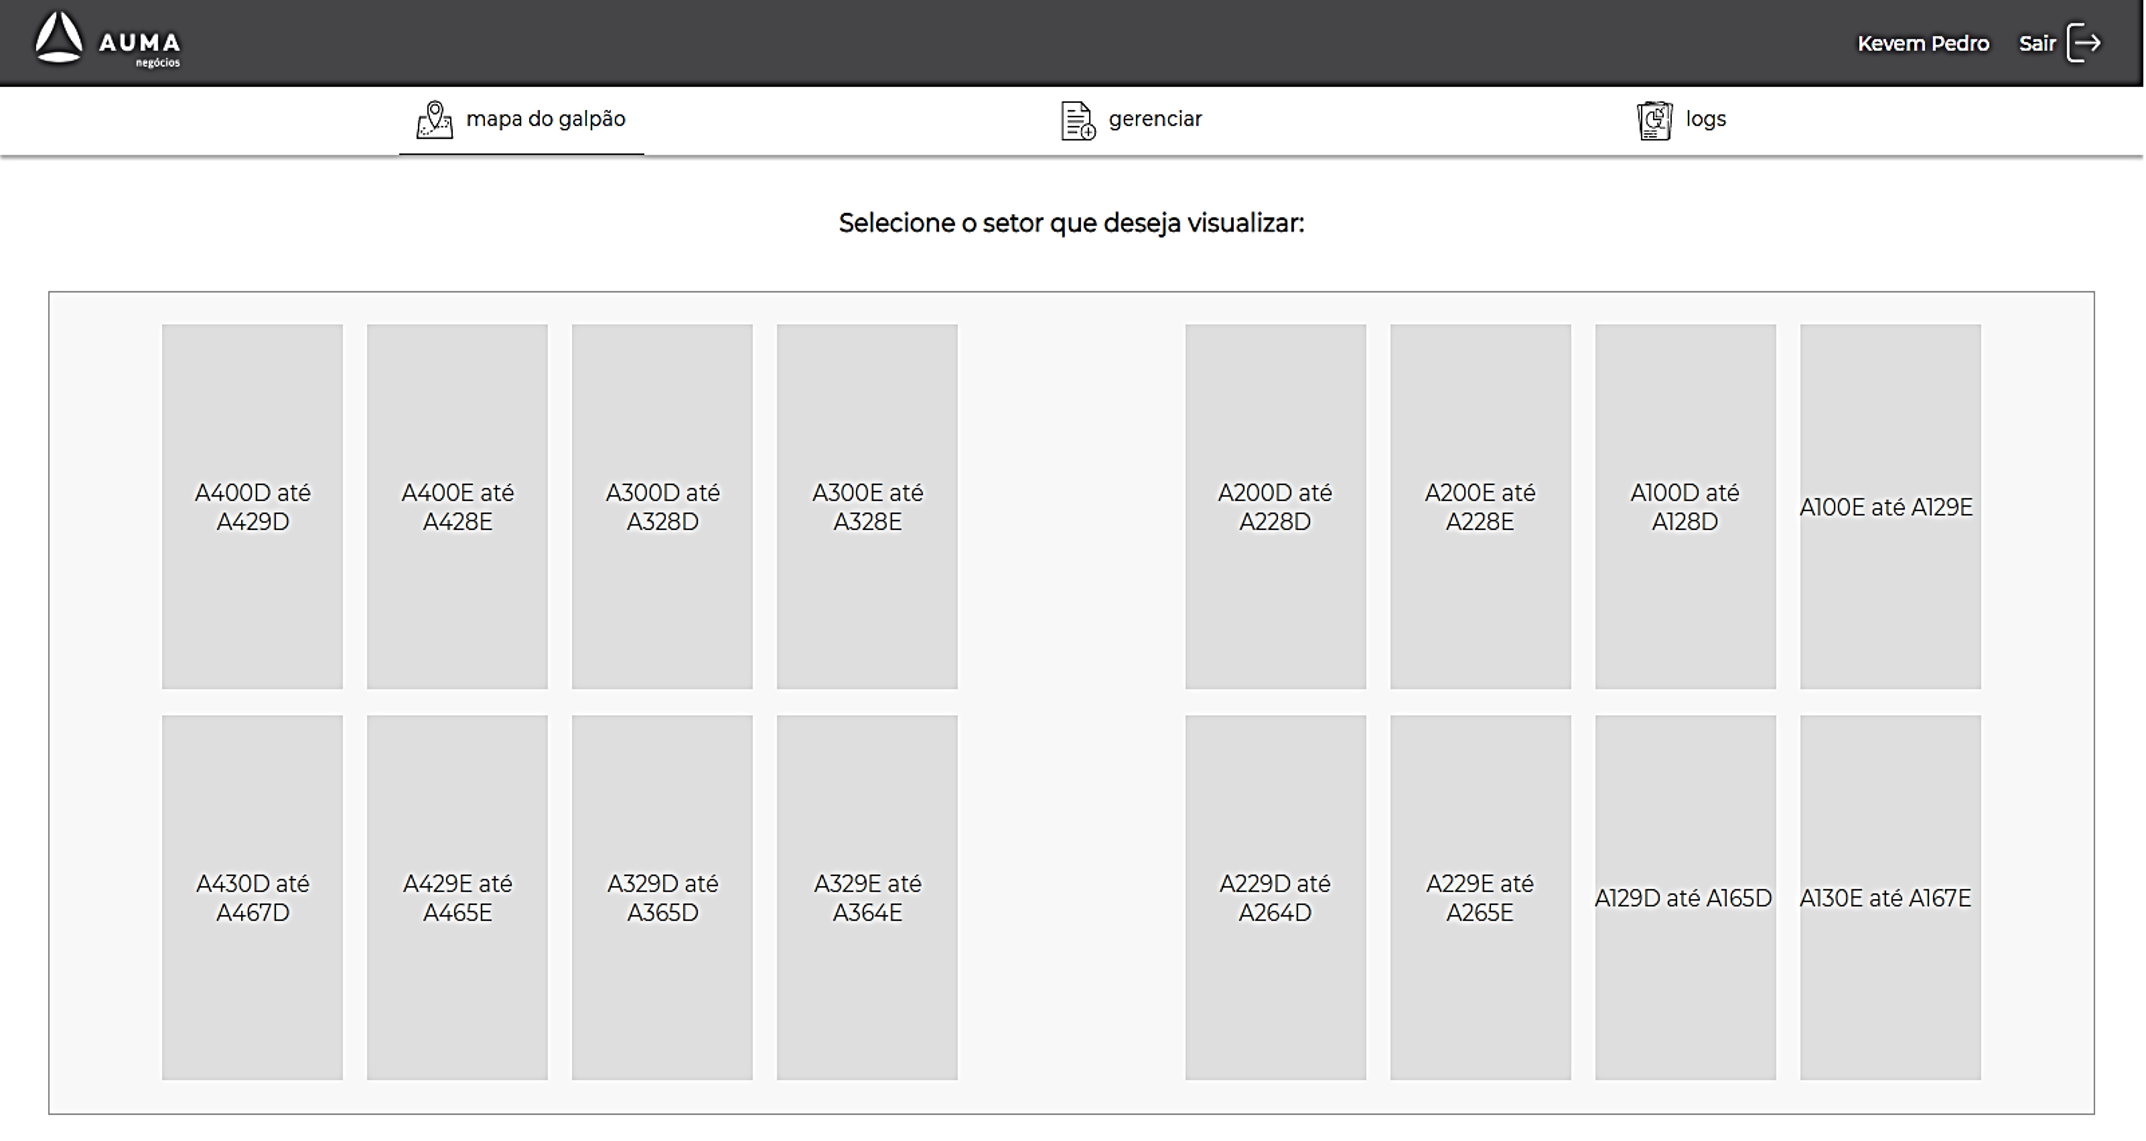 AUMA
negócios
Kevem Pedro
Sair
mapa do galpão
gerenciar
logs
Selecione o setor que deseja visualizar:
A400D até
A429D
A400E até
A428E
A300D até
A328D
A300E até
A328E
A200D até
A228D
A200E até
A228E
A100D até
A128D
A100E até A129E
A430D até
A467D
A429E até
A465E
A329D até
A365D
A329E até
A364E
A229D até
A264D
A229E até
A265E
A129D até A165D
A130E até A167E